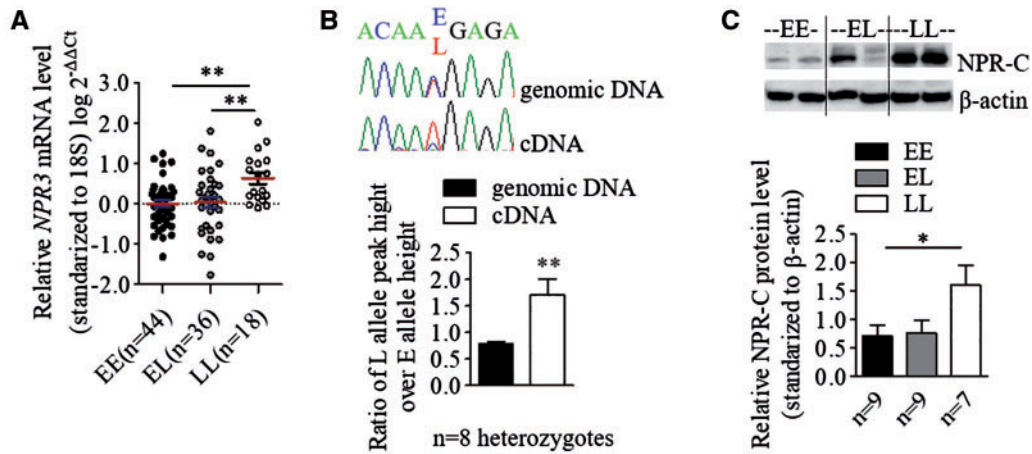 A
Relative NPR3 mRNA level
(standarized to 18S) log 2^-ΔΔCt
3.0
2.0
1.0
0.0
-1.0
-2.0
**
**
EE(n=44)
EL(n=36)
LL(n=18)
B
ACAA E GAGA
L
genomic DNA
cDNA
genomic DNA
cDNA
Ratio of L allele peak hight
over E allele height
2.5
2.0
1.5
1.0
0.5
0.0
**
n=8 heterozygotes
C
--EE- --EL- --LL--
NPR-C
β-actin
EE
EL
LL
Relative NPR-C protein level
(standarized to β-actin)
2.5
2.0
1.5
1.0
0.5
0.0
*
n=9
n=9
n=7